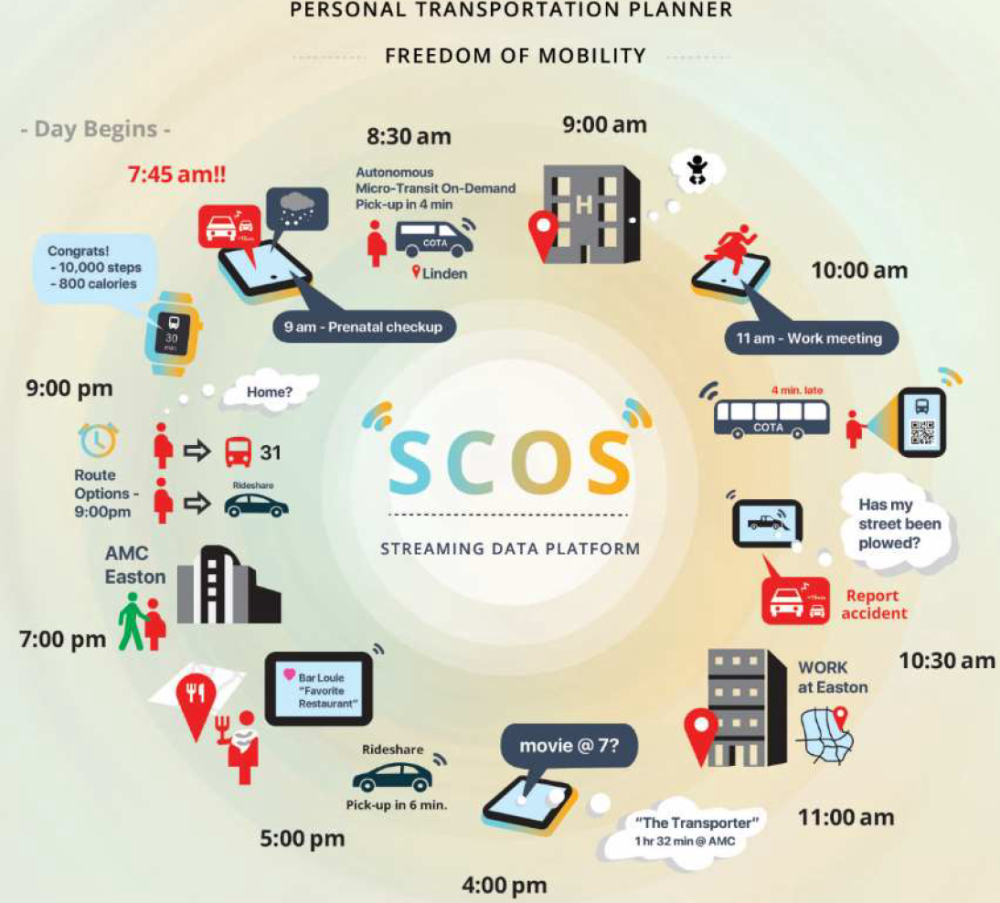 PERSONAL TRANSPORTATION PLANNER
FREEDOM OF MOBILITY
- Day Begins -
7:45 am!!
9 am - Prenatal checkup
8:30 am
Autonomous
Micro-Transit On-Demand
Pick-up in 4 min
COTA
Linden
9:00 am
H
10:00 am
11 am - Work meeting
4 min. late
COTA
Has my
street been
plowed?
Report
accident
10:30 am
WORK
at Easton
11:00 am
movie @ 7?
"The Transporter"
1 hr 32 min @ AMC
4:00 pm
Rideshare
Pick-up in 6 min.
5:00 pm
Bar Louie
"Favorite
Restaurant"
7:00 pm
AMC
Easton
Route
Options -
9:00pm
31
Rideshare
9:00 pm
Home?
30
min
Congrats!
- 10,000 steps
- 800 calories
SCOS
STREAMING DATA PLATFORM